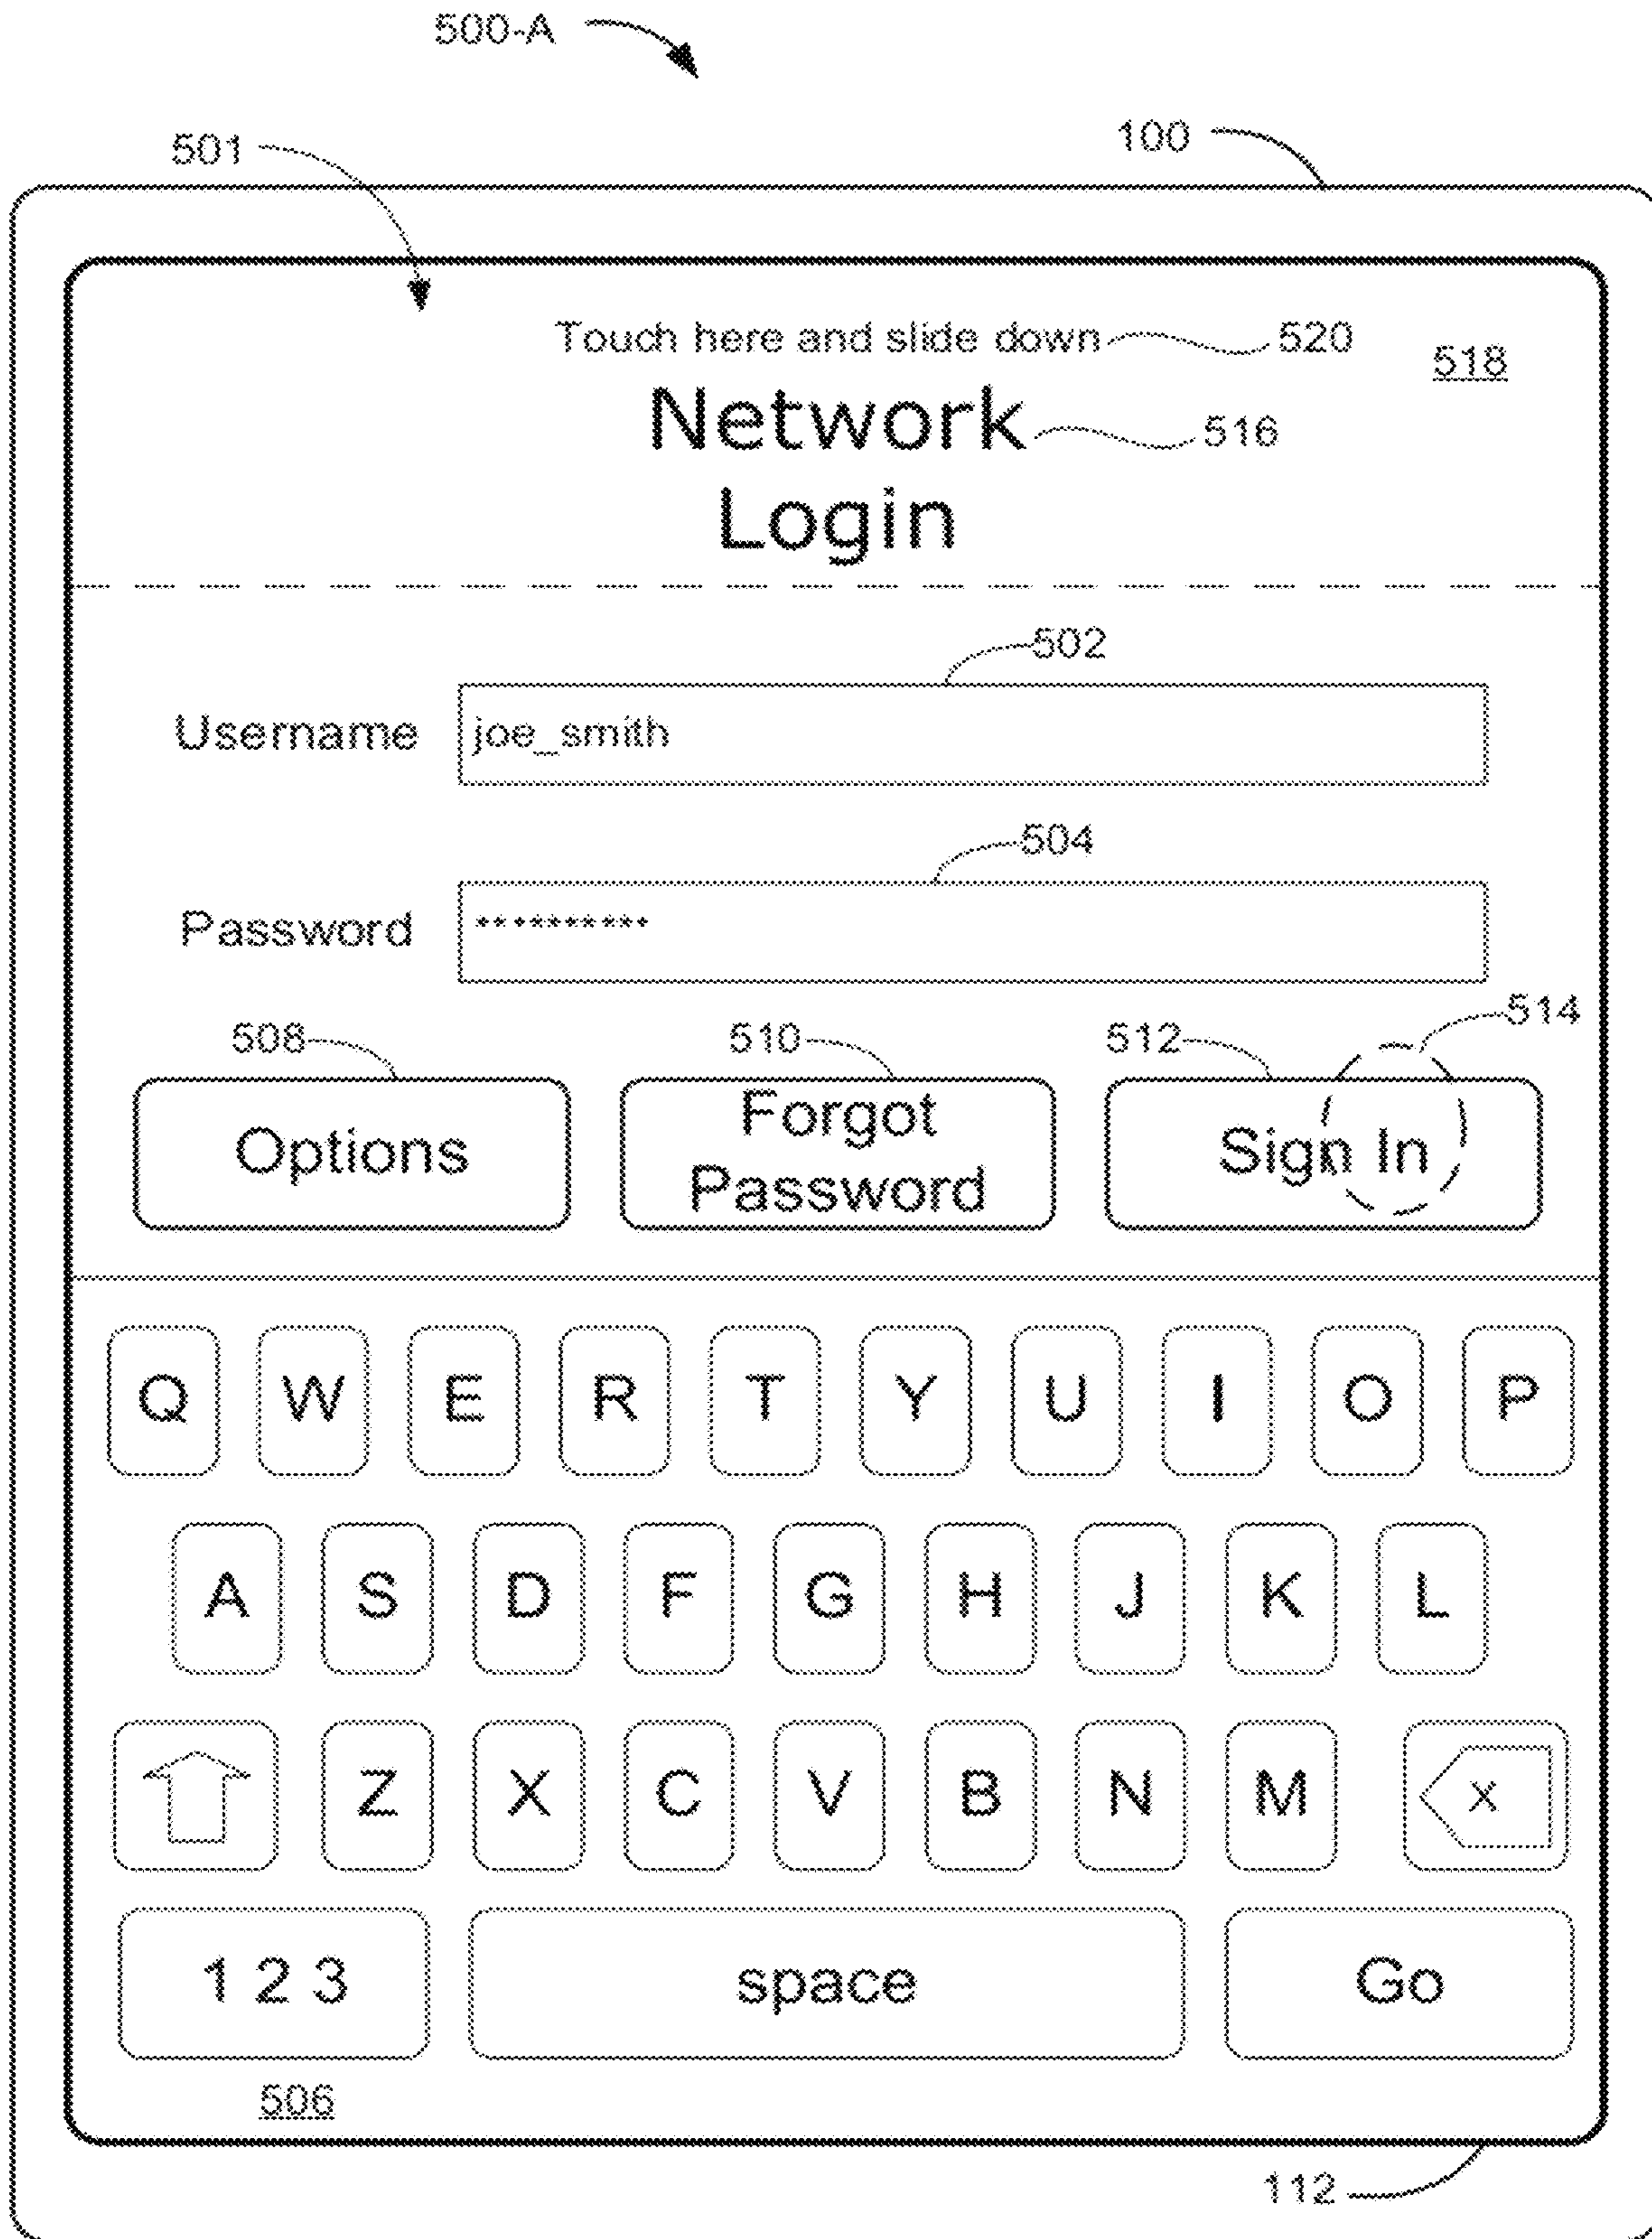 500-A
501
100
Touch here and slide down 520
518
Network 516
Login
502
Username joe_smith
504
Password **********
508 510 512 514
Options
Forgot
Password
Sign In
Q W E R T Y U I O P
A S D F G H J K L
Z X C V B N M X
1 2 3 space Go
506
112